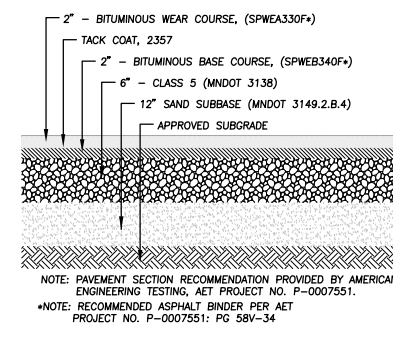 2" - BITUMINOUS WEAR COURSE, (SPWEA330F*)
TACK COAT, 2357
2" - BITUMINOUS BASE COURSE, (SPWEB340F*)
6" - CLASS 5 (MNDOT 3138)
12" SAND SUBBASE (MNDOT 3149.2.B.4)
APPROVED SUBGRADE
NOTE: PAVEMENT SECTION RECOMMENDATION PROVIDED BY AMERICAN
ENGINEERING TESTING, AET PROJECT NO. P-0007551.
*NOTE: RECOMMENDED ASPHALT BINDER PER AET
PROJECT NO. P-0007551: PG 58V-34